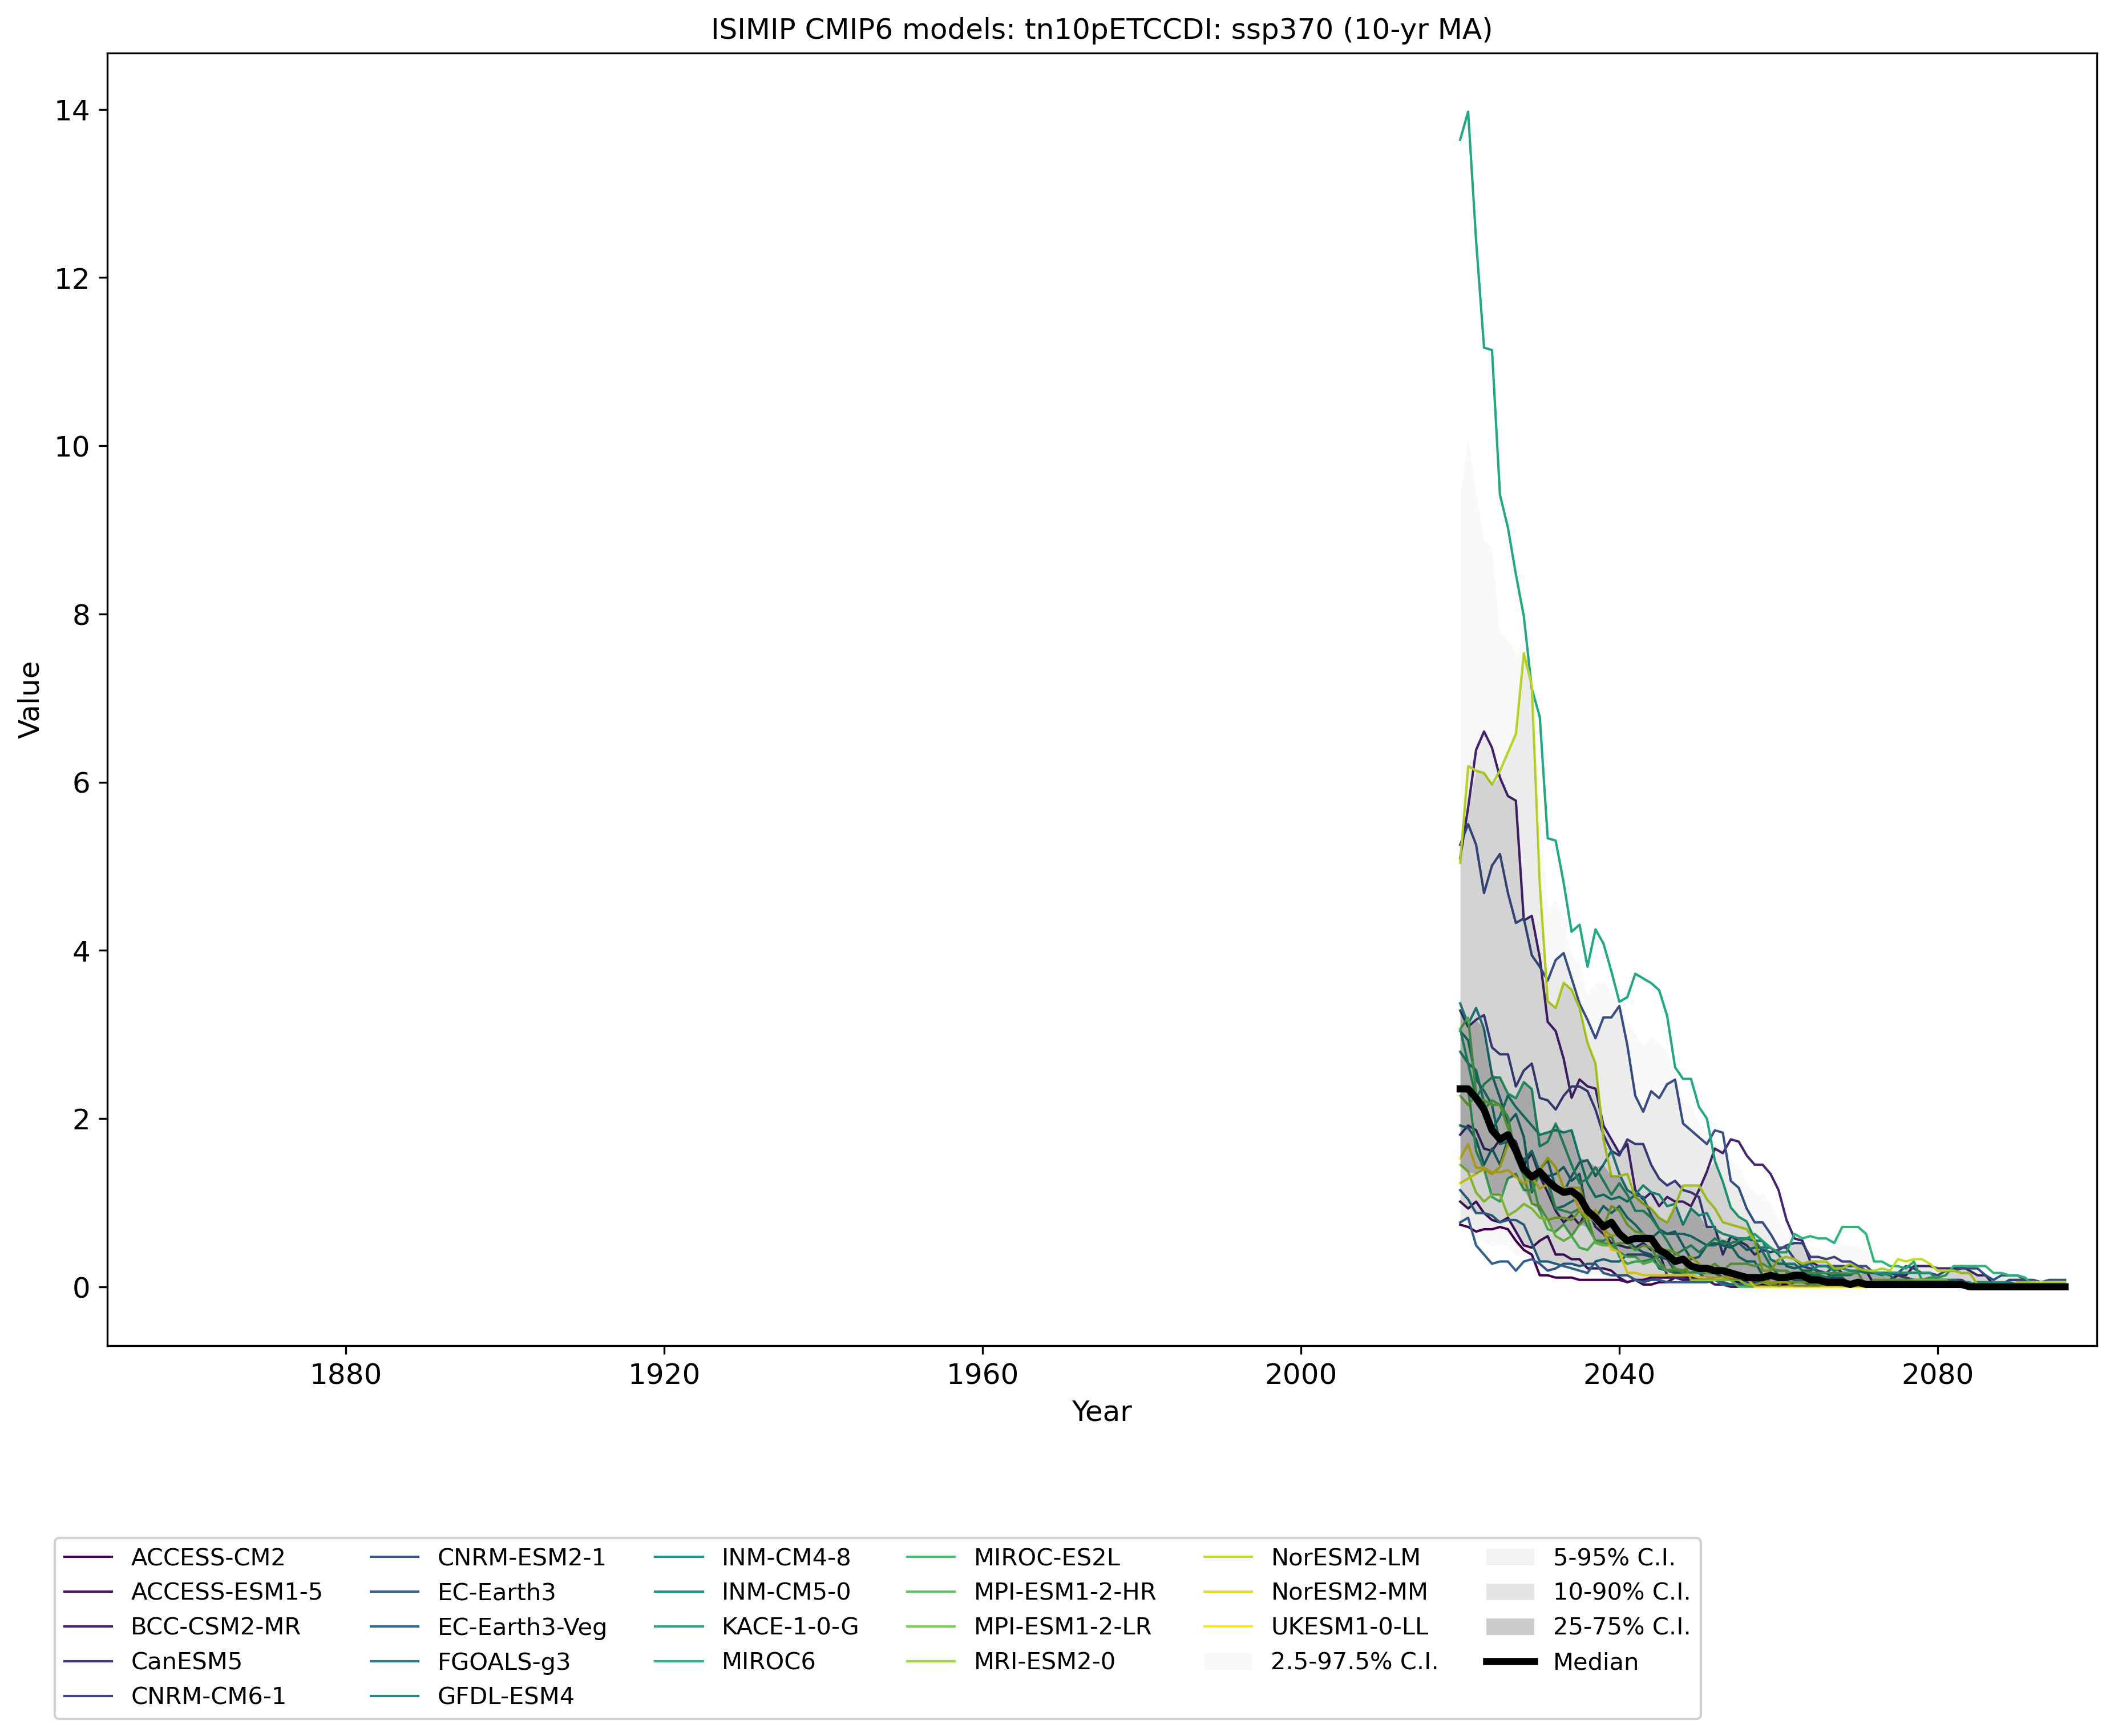 ISIMIP CMIP6 models: tn10pETCCDI: ssp370 (10-yr MA)
14
12
10
8
6
4
2
0
Value
1880 1920 1960 2000 2040 2080
Year
ACCESS-CM2
ACCESS-ESM1-5
BCC-CSM2-MR
CanESM5
CNRM-CM6-1
CNRM-ESM2-1
EC-Earth3
EC-Earth3-Veg
FGOALS-g3
GFDL-ESM4
INM-CM4-8
INM-CM5-0
KACE-1-0-G
MIROC6
MIROC-ES2L
MPI-ESM1-2-HR
MPI-ESM1-2-LR
MRI-ESM2-0
NorESM2-LM
NorESM2-MM
UKESM1-0-LL
2.5-97.5% C.I.
5-95% C.I.
10-90% C.I.
25-75% C.I.
Median